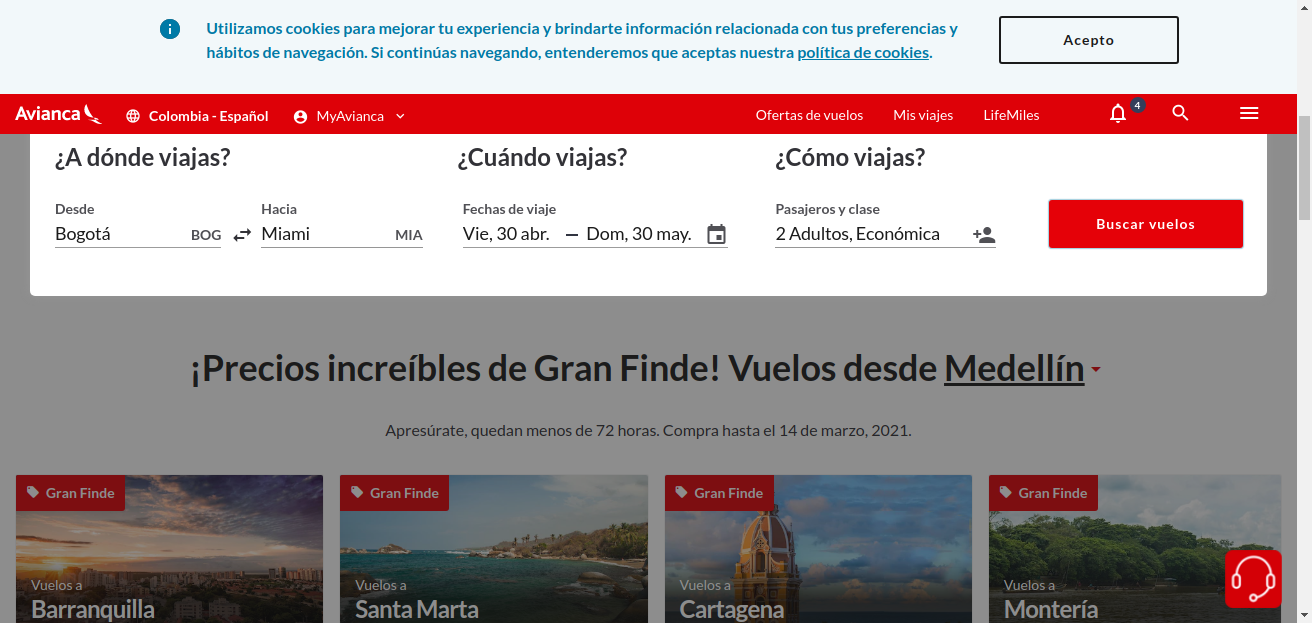 Utilizamos cookies para mejorar tu experiencia y brindarte información relacionada con tus preferencias y
hábitos de navegación. Si continúas navegando, entenderemos que aceptas nuestra política de cookies.
Acepto
Avianca
Colombia - Español
MyAvianca
Ofertas de vuelos
Mis viajes
LifeMiles
4
¿A dónde viajas?
¿Cuándo viajas?
¿Cómo viajas?
Desde
Hacia
Fechas de viaje
Pasajeros y clase
Bogotá BOG
Miami MIA
Vie, 30 abr. — Dom, 30 may.
2 Adultos, Económica
Buscar vuelos
¡Precios increíbles de Gran Finde! Vuelos desde Medellín
Apresúrate, quedan menos de 72 horas. Compra hasta el 14 de marzo, 2021.
Gran Finde
Vuelos a
Barranquilla
Gran Finde
Vuelos a
Santa Marta
Gran Finde
Vuelos a
Cartagena
Gran Finde
Vuelos a
Montería